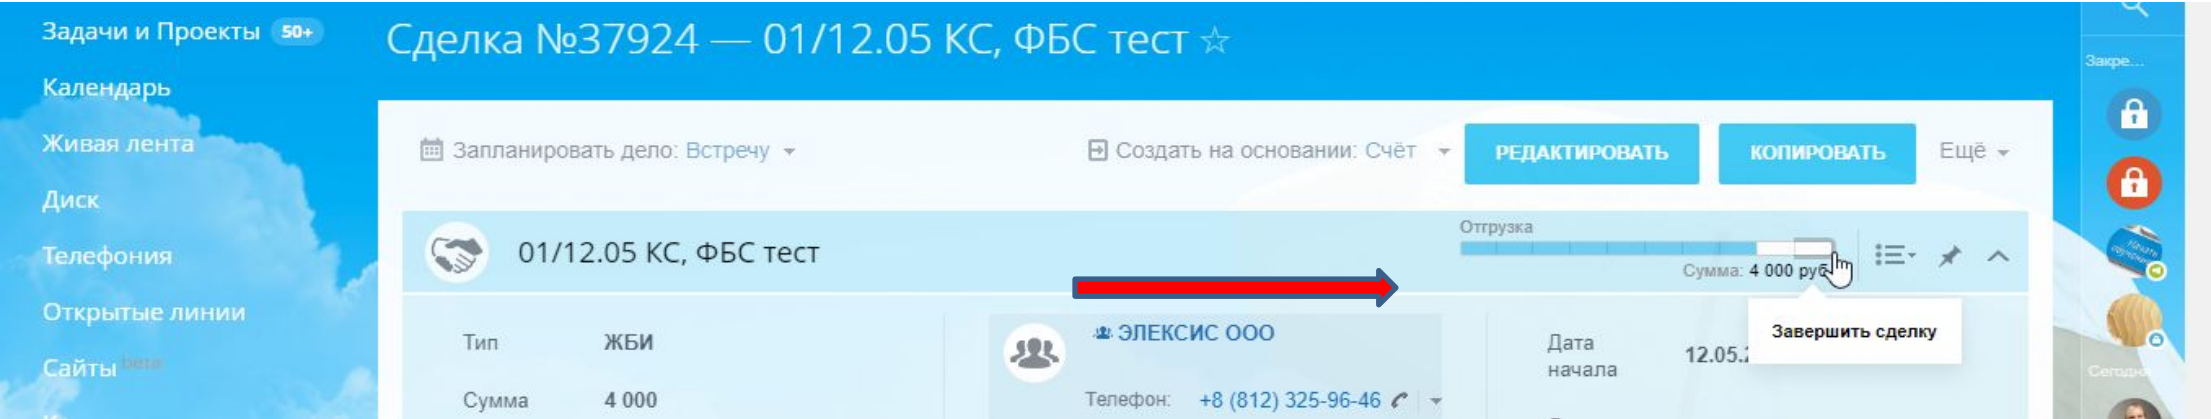 Задачи и Проекты 50+
Сделка №37924 — 01/12.05 КС, ФБС тест
Закре...
Календарь
Живая лента
Запланировать дело: Встречу
Создать на основании: Счёт
РЕДАКТИРОВАТЬ
КОПИРОВАТЬ
Ещё
Диск
Телефония
01/12.05 КС, ФБС тест
Отгрузка
Сумма: 4 000 руб
Начать
Открытые линии
Завершить сделку
Тип ЖБИ
ЭЛЕКСИС ООО
Дата начала
12.05.
Сайты beta
Сумма 4 000
Телефон: +8 (812) 325-96-46
Сегодня